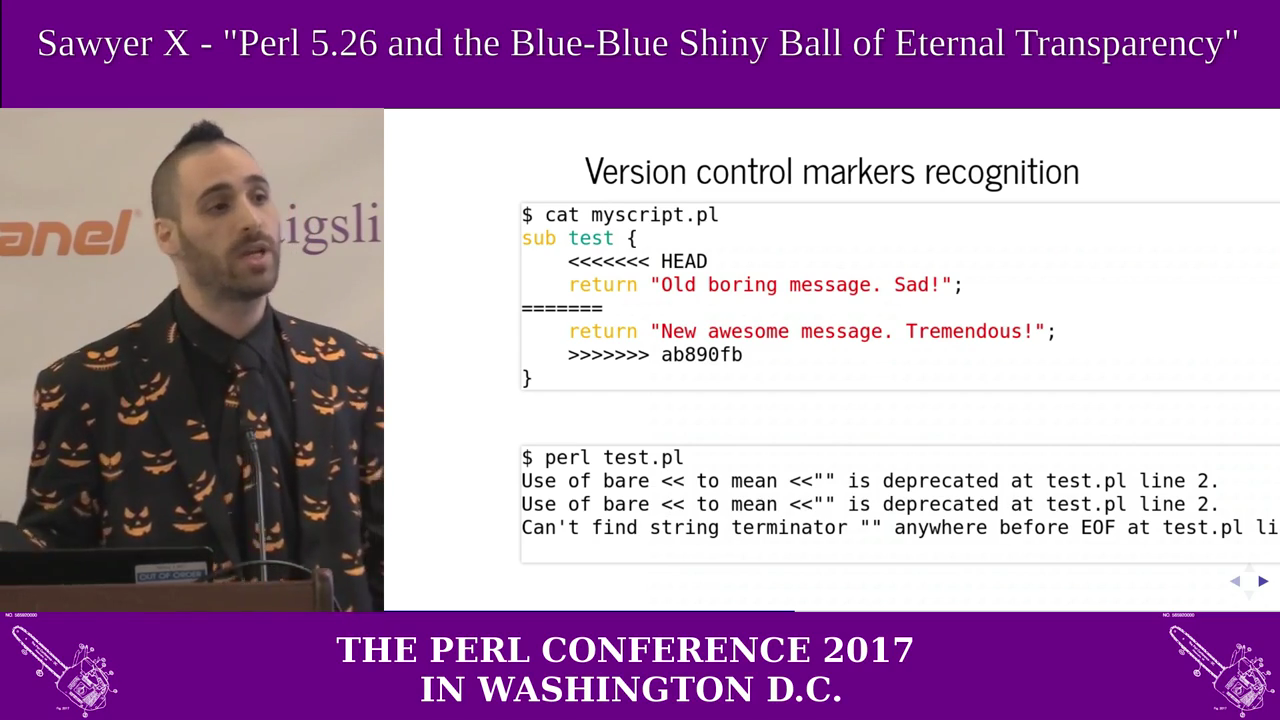 Sawyer X - "Perl 5.26 and the Blue-Blue Shiny Ball of Eternal Transparency"
anel
igsli
OUT OF ORDER
Version control markers recognition
$ cat myscript.pl
sub test {
    <<<<<<< HEAD
    return "Old boring message. Sad!";
=======
    return "New awesome message. Tremendous!";
    >>>>>>> ab890fb
}
$ perl test.pl
Use of bare << to mean <<"" is deprecated at test.pl line 2.
Use of bare << to mean <<"" is deprecated at test.pl line 2.
Can't find string terminator "" anywhere before EOF at test.pl li
THE PERL CONFERENCE 2017
IN WASHINGTON D.C.